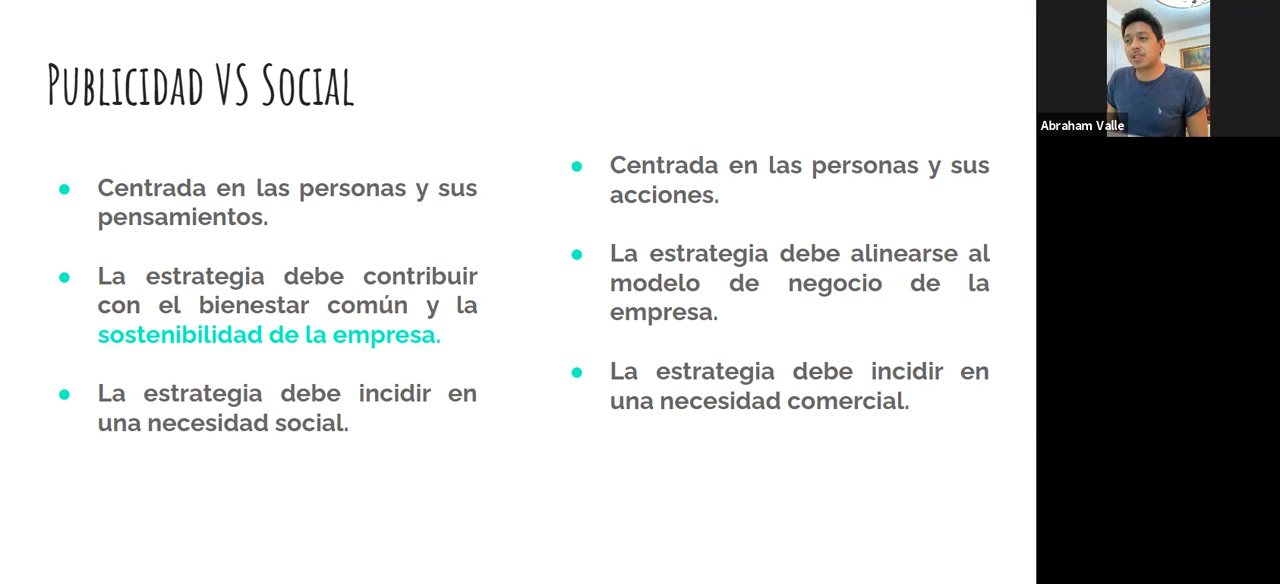 Publicidad VS Social
Centrada en las personas y sus
pensamientos.
La estrategia debe contribuir
con el bienestar común y la
sostenibilidad de la empresa.
La estrategia debe incidir en
una necesidad social.
Centrada en las personas y sus
acciones.
La estrategia debe alinearse al
modelo de negocio de la
empresa.
La estrategia debe incidir en
una necesidad comercial.
Abraham Valle